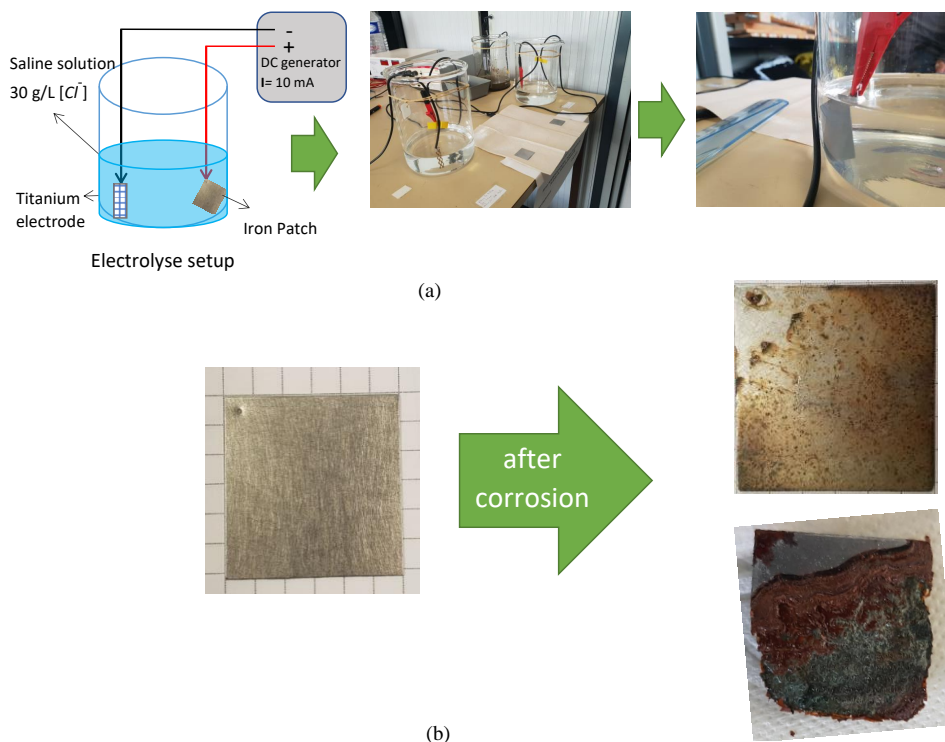 -
+
DC generator
I= 10 mA
Saline solution
30 g/L [Cl⁻]
Titanium
electrode
Iron Patch
Electrolyse setup
(a)
after
corrosion
(b)